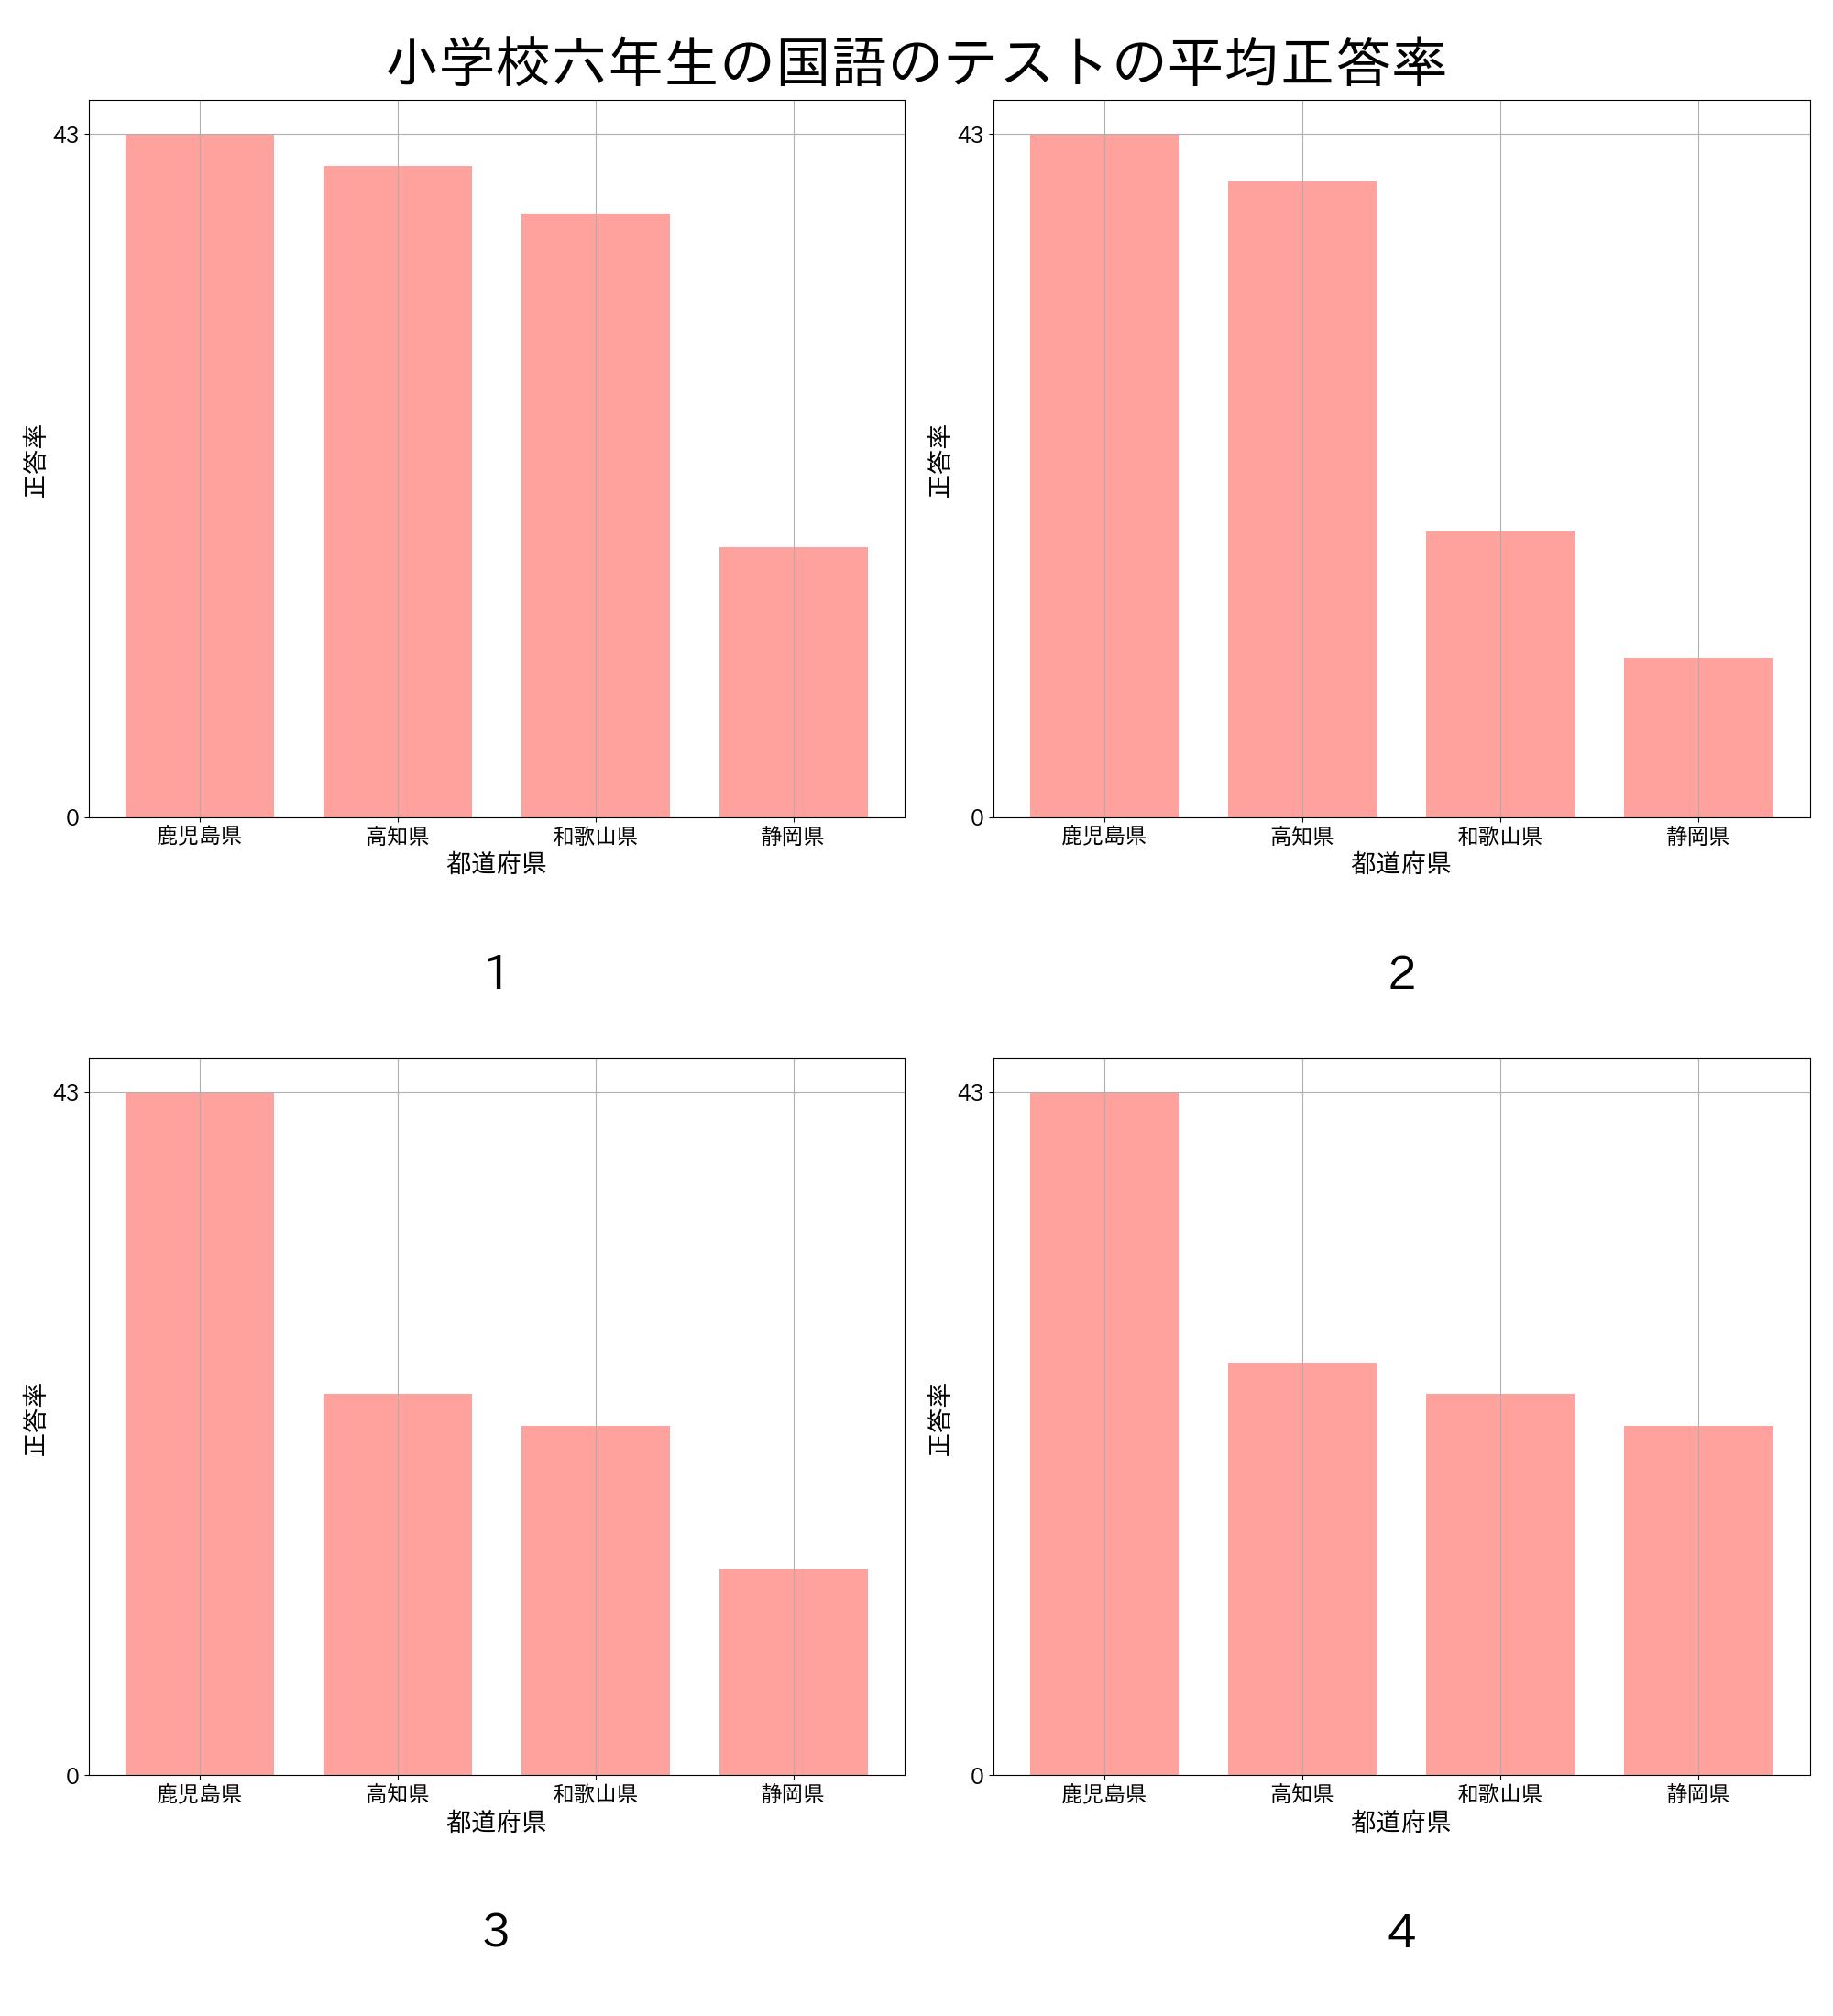 小学校六年生の国語のテストの平均正答率
43
正答率
0
鹿児島県 高知県 和歌山県 静岡県
都道府県
1
43
正答率
0
鹿児島県 高知県 和歌山県 静岡県
都道府県
2
43
正答率
0
鹿児島県 高知県 和歌山県 静岡県
都道府県
3
43
正答率
0
鹿児島県 高知県 和歌山県 静岡県
都道府県
4